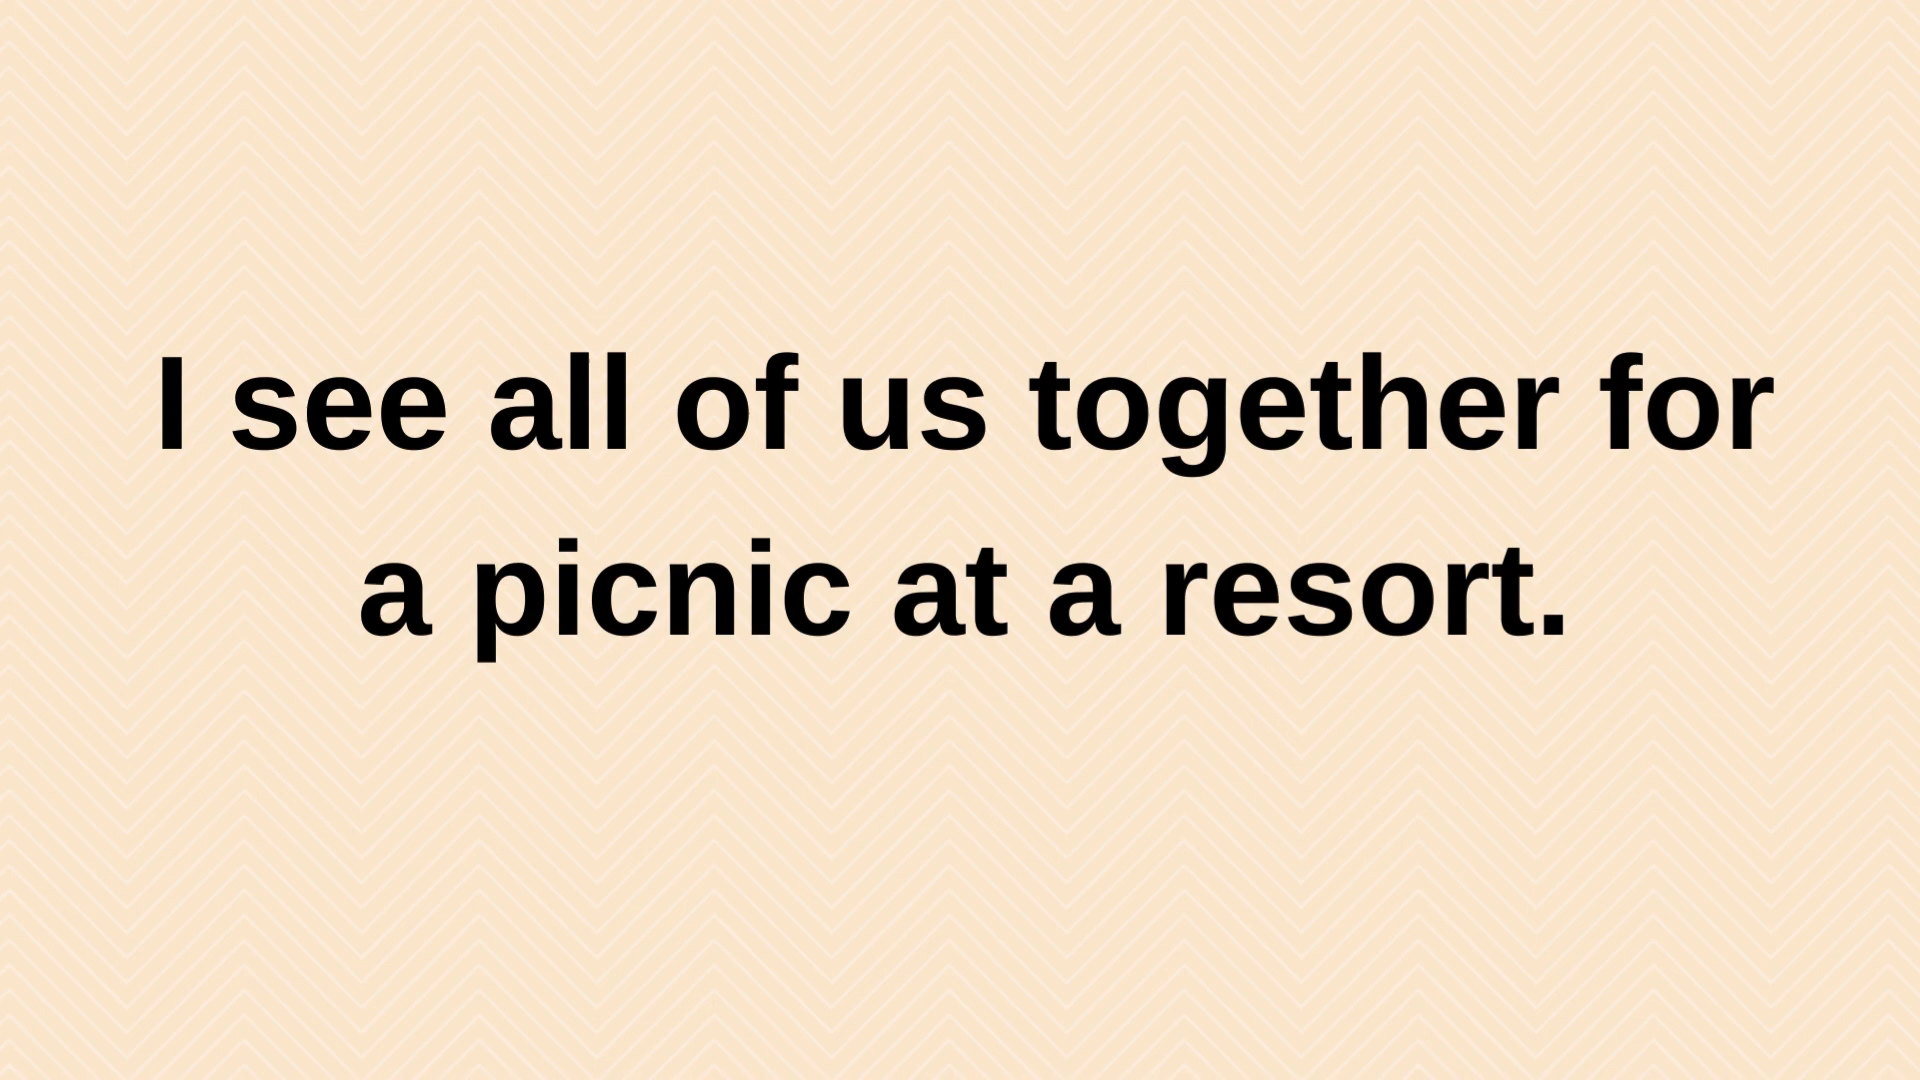 I see all of us together for
a picnic at a resort.